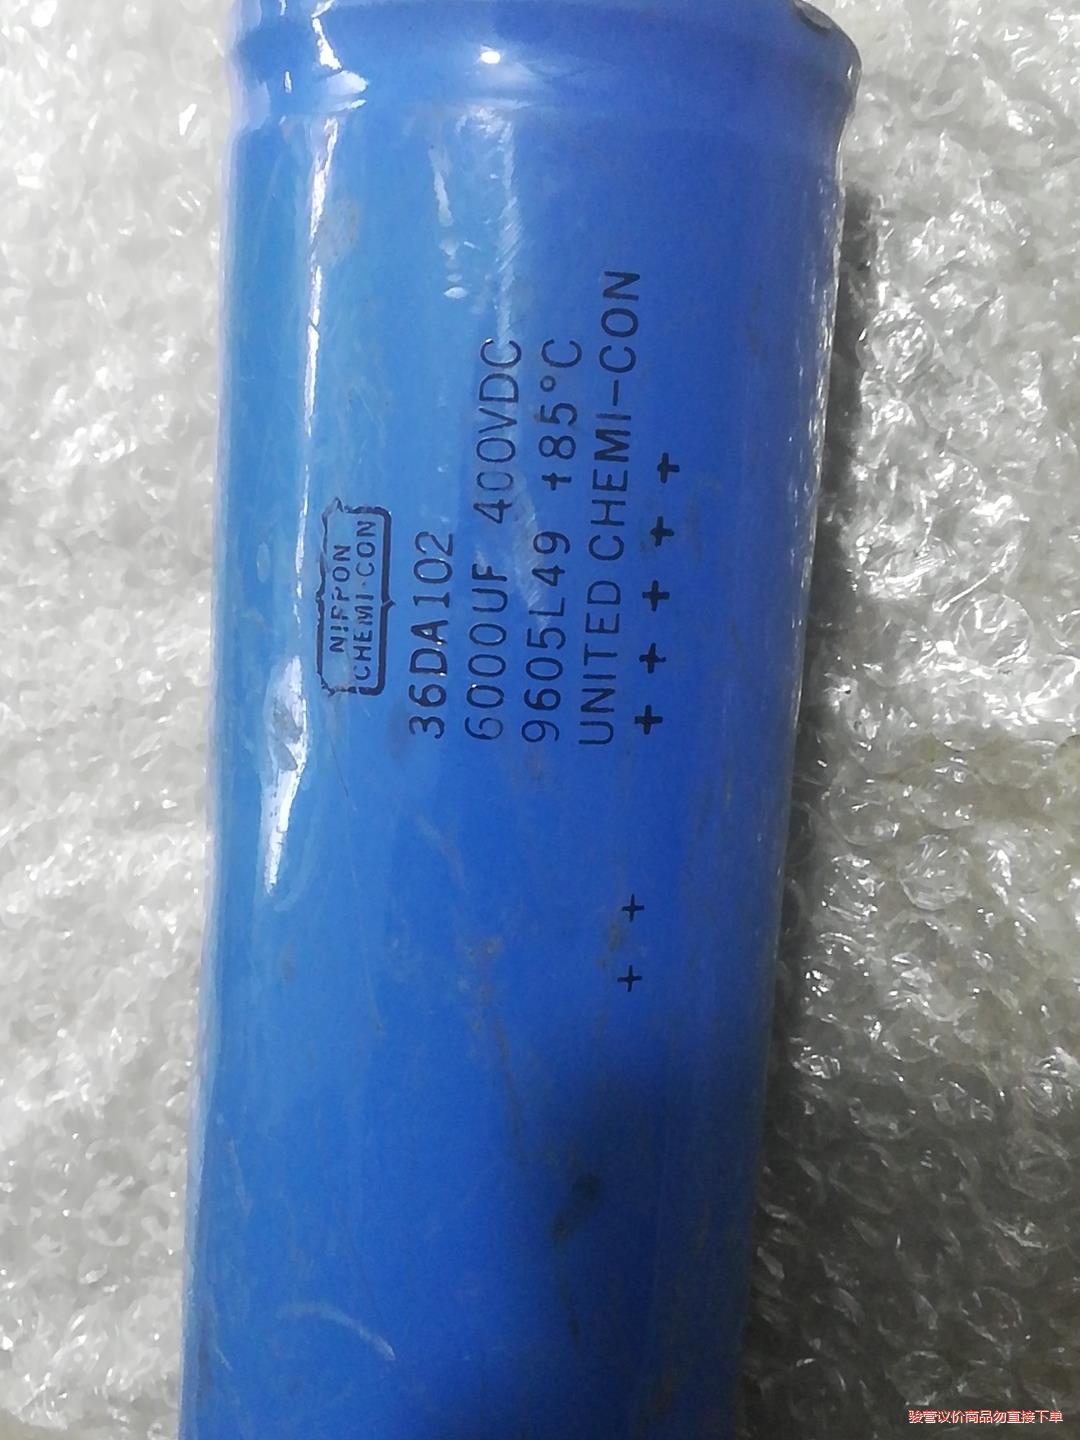 NIPPON
CHEMI-CON
36DA102
6000UF 400VDC
9605L49 +85°C
UNITED CHEMI-CON
+ + + + +
+ +
骏营议价商品勿直接下单